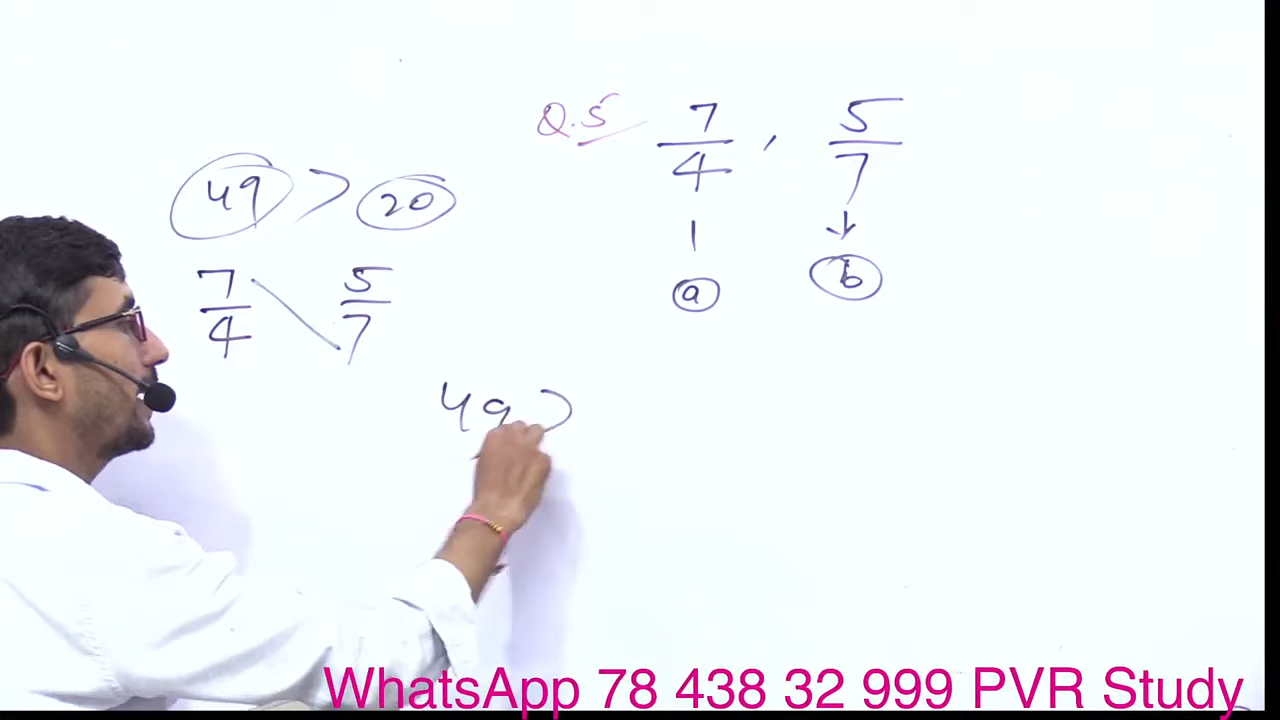 Q.5 7/4 , 5/7
a b
49 > 20
7/4 5/7
49 >
WhatsApp 78 438 32 999 PVR Study